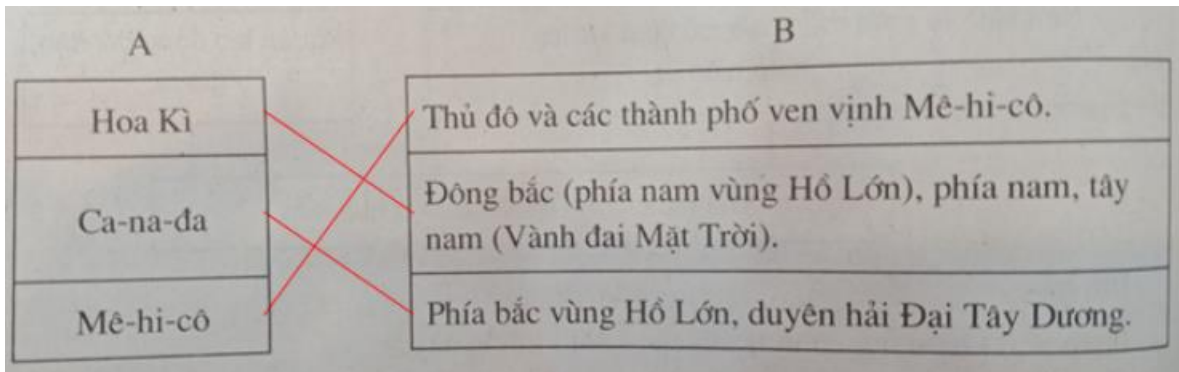 A
B
Hoa Kì
Thủ đô và các thành phố ven vịnh Mê-hi-cô.
Ca-na-đa
Đông bắc (phía nam vùng Hồ Lớn), phía nam, tây
nam (Vành đai Mặt Trời).
Mê-hi-cô
Phía bắc vùng Hồ Lớn, duyên hải Đại Tây Dương.